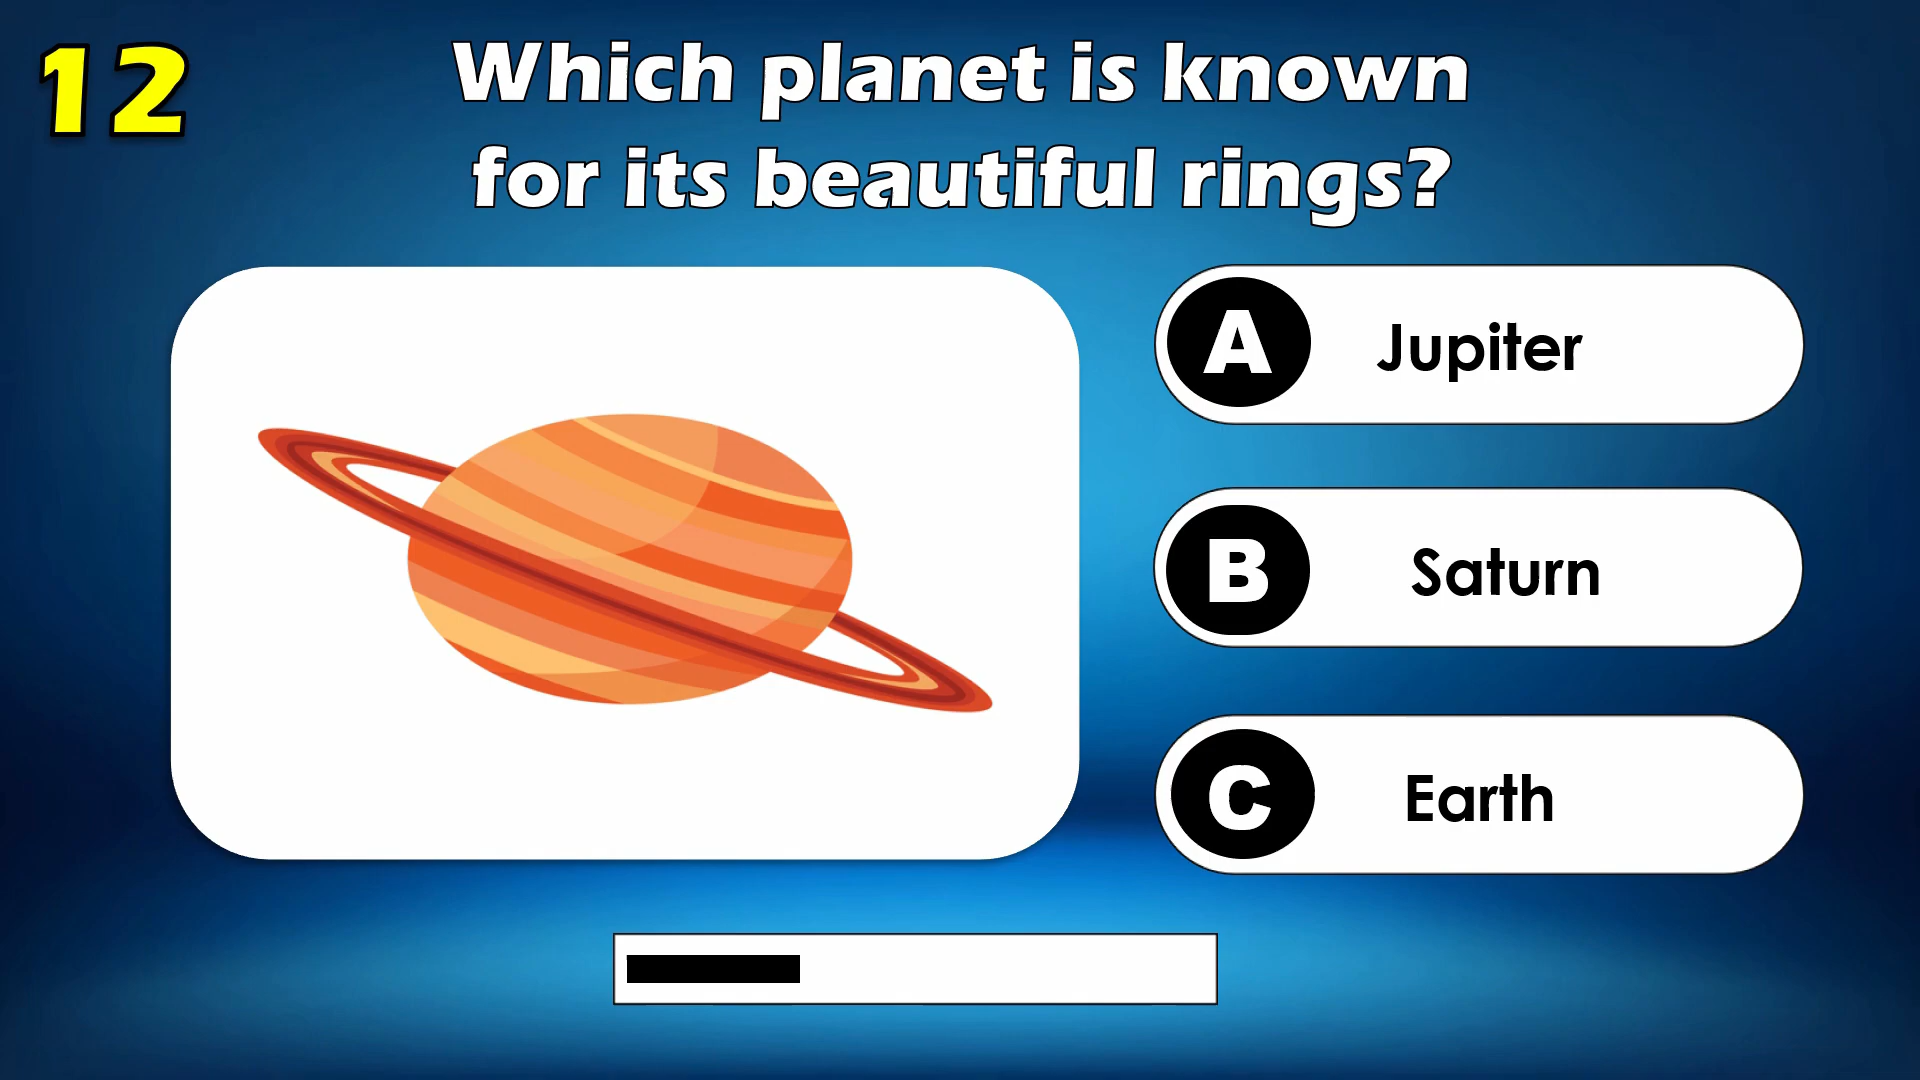 12
Which planet is known
for its beautiful rings?
A Jupiter
B Saturn
C Earth